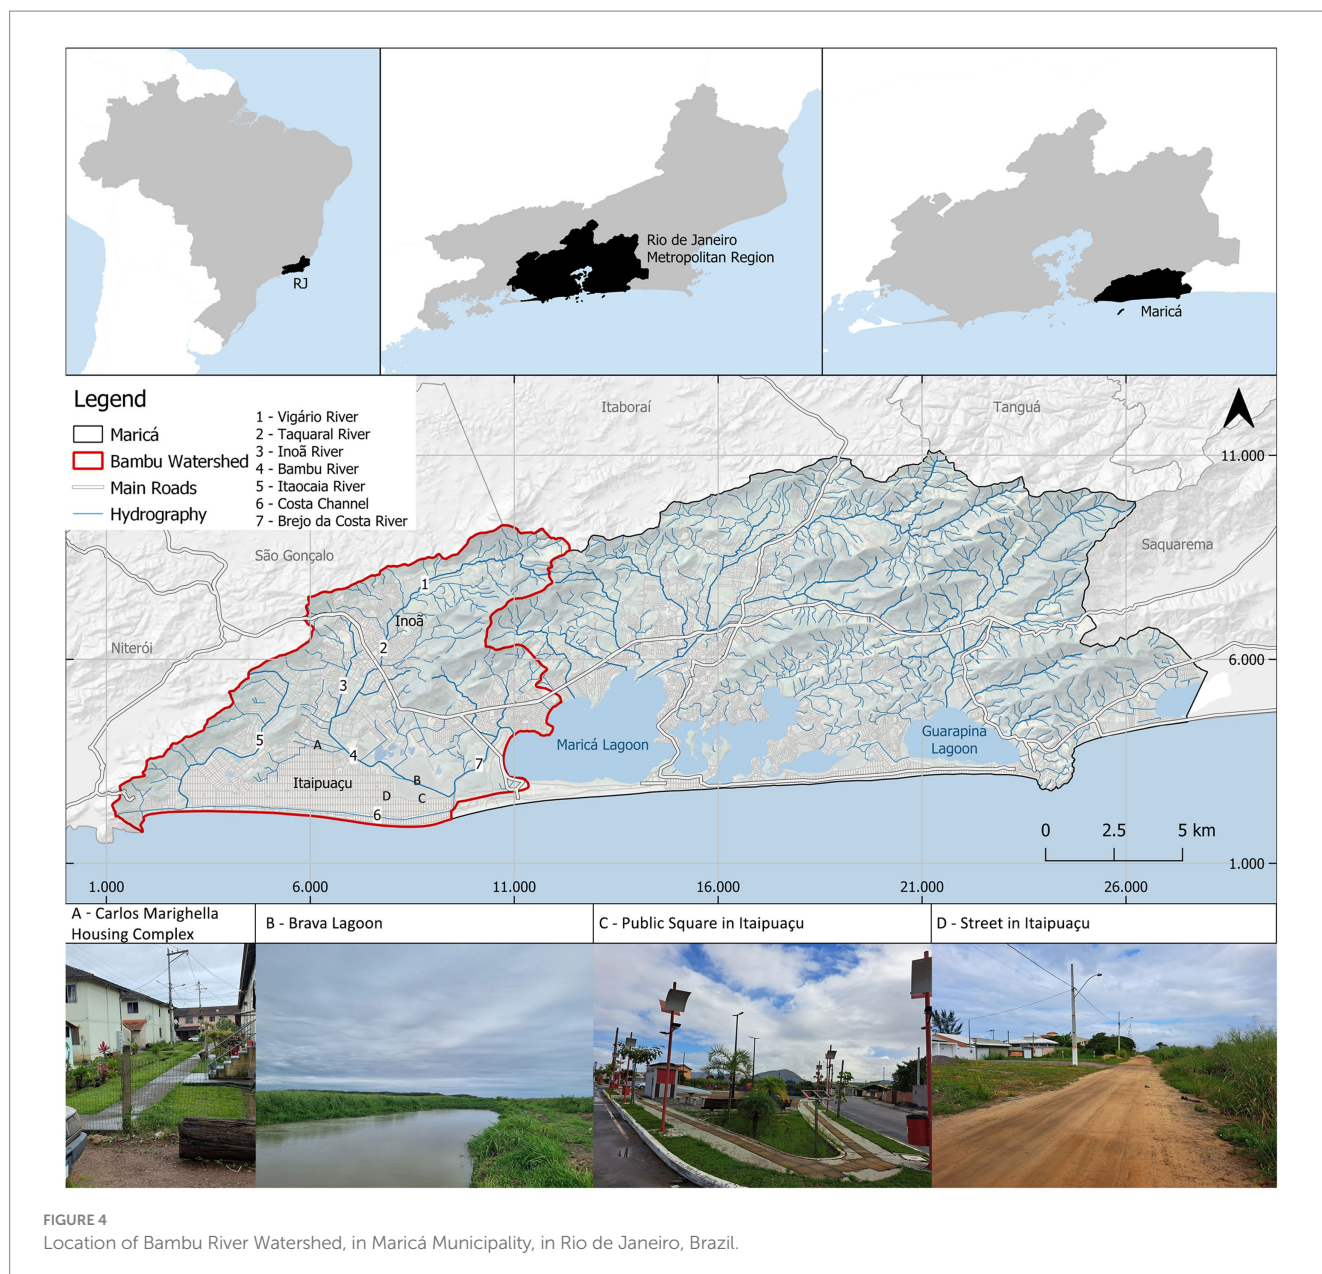 RJ
Rio de Janeiro
Metropolitan Region
Maricá
Legend
Maricá
Bambu Watershed
Main Roads
Hydrography
1 - Vigário River
2 - Taquaral River
3 - Inoã River
4 - Bambu River
5 - Itaocaia River
6 - Costa Channel
7 - Brejo da Costa River
Itaboraí
Tanguá
11.000
São Gonçalo
Saquarema
1
Inoã
Niterói
2
6.000
3
5
A
4
Maricá Lagoon
Guarapina
Lagoon
7
Itaipuaçu
B
D
C
6
0
2.5
5 km
1.000
1.000
6.000
11.000
16.000
21.000
26.000
A - Carlos Marighella
Housing Complex
B - Brava Lagoon
C - Public Square in Itaipuaçu
D - Street in Itaipuaçu
FIGURE 4
Location of Bambu River Watershed, in Maricá Municipality, in Rio de Janeiro, Brazil.